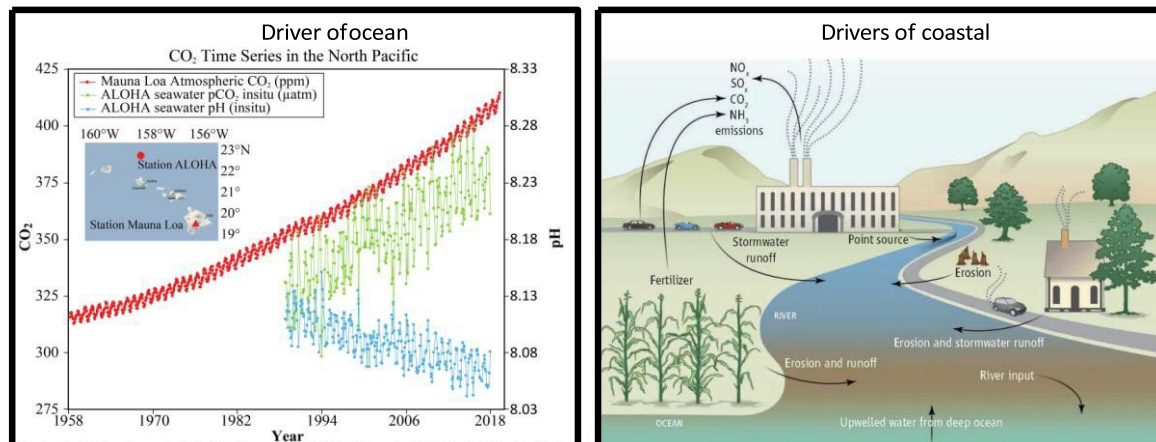 Driver of ocean
CO₂ Time Series in the North Pacific
425
400
375
350
325
300
275
CO₂
8.33
8.28
8.23
8.18
8.13
8.08
8.03
pH
Mauna Loa Atmospheric CO₂ (ppm)
ALOHA seawater pCO₂ insitu (µatm)
ALOHA seawater pH (insitu)
160°W 158°W 156°W
23°N
Station ALOHA
22°
21°
20°
Station Mauna Loa
19°
1958 1970 1982 1994 2006 2018
Year
Drivers of coastal
NOₓ
SOₓ
CO₂
NH₃
emissions
Stormwater
runoff
Point source
Fertilizer
Erosion
RIVER
Erosion and stormwater runoff
Erosion and runoff
River input
OCEAN
Upwelled water from deep ocean